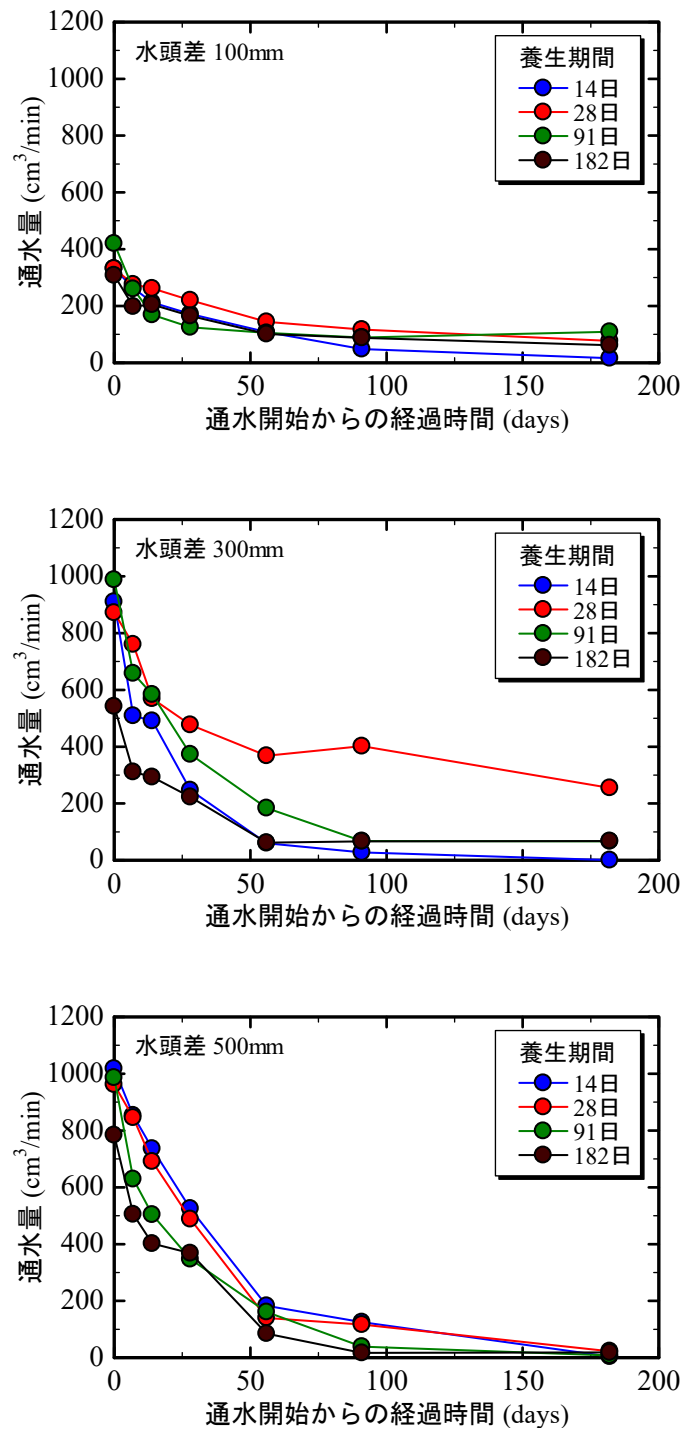 水頭差 100mm
養生期間
14日
28日
91日
182日
通水量 (cm³/min)
1200
1000
800
600
400
200
0
0 50 100 150 200
通水開始からの経過時間 (days)
水頭差 300mm
養生期間
14日
28日
91日
182日
通水量 (cm³/min)
1200
1000
800
600
400
200
0
0 50 100 150 200
通水開始からの経過時間 (days)
水頭差 500mm
養生期間
14日
28日
91日
182日
通水量 (cm³/min)
1200
1000
800
600
400
200
0
0 50 100 150 200
通水開始からの経過時間 (days)